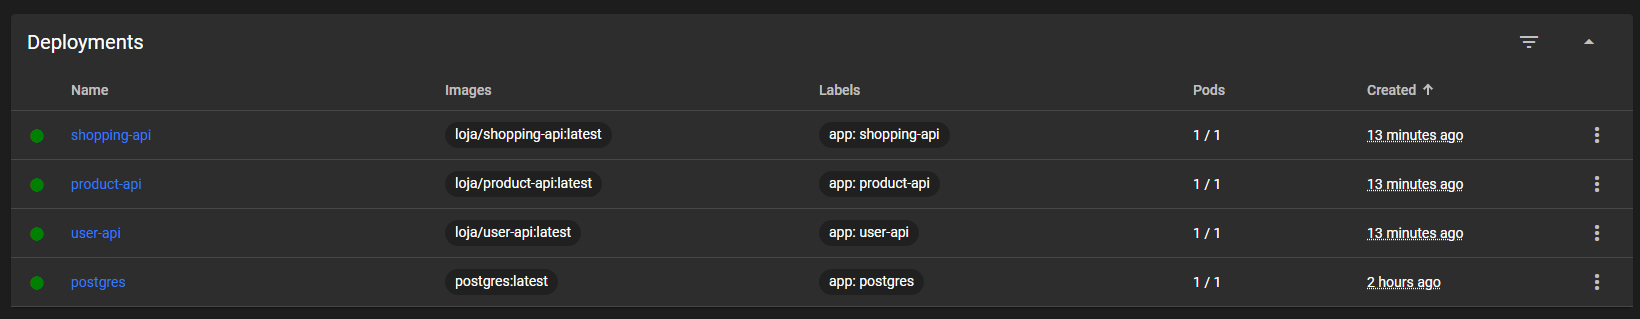 Deployments
Name Images Labels Pods Created ↑
shopping-api loja/shopping-api:latest app: shopping-api 1 / 1 13 minutes ago
product-api loja/product-api:latest app: product-api 1 / 1 13 minutes ago
user-api loja/user-api:latest app: user-api 1 / 1 13 minutes ago
postgres postgres:latest app: postgres 1 / 1 2 hours ago